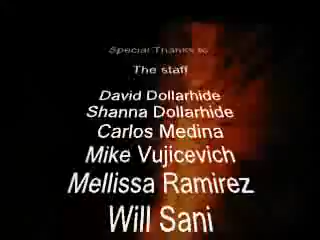 Special Thanks to
The staff
David Dollarhide
Shanna Dollarhide
Carlos Medina
Mike Vujicevich
Mellissa Ramirez
Will Sani